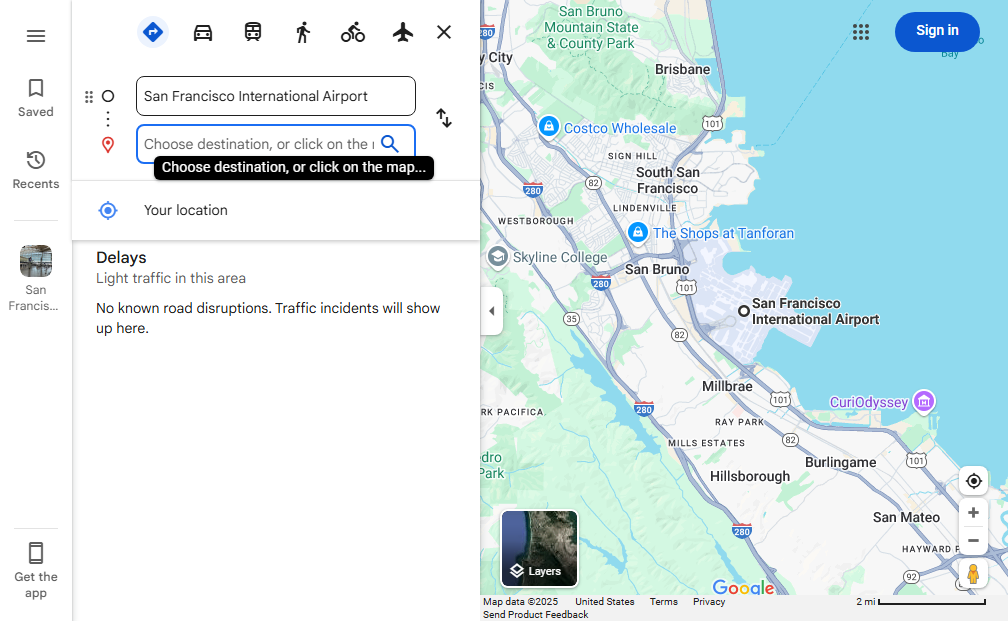 Saved
Recents
San
Francis...
Get the
app
San Francisco International Airport
Choose destination, or click on the
Choose destination, or click on the map...
Your location
Delays
Light traffic in this area
No known road disruptions. Traffic incidents will show
up here.
Sign in
San Bruno
Mountain State
& County Park
280
y City
CIS
Brisbane
Bay
101
Costco Wholesale
SIGN HILL
82
280
South San
Francisco
LINDENVILLE
WESTBOROUGH
The Shops at Tanforan
Skyline College
San Bruno
280
101
San Francisco
International Airport
35
82
Millbrae
101
CuriOdyssey
280
RK PACIFICA
RAY PARK
82
MILLS ESTATES
edro
Park
Burlingame
101
Hillsborough
San Mateo
280
HAYWARD P
92
Layers
Google
Map data ©2025
United States
Terms
Privacy
2 mi
Send Product Feedback